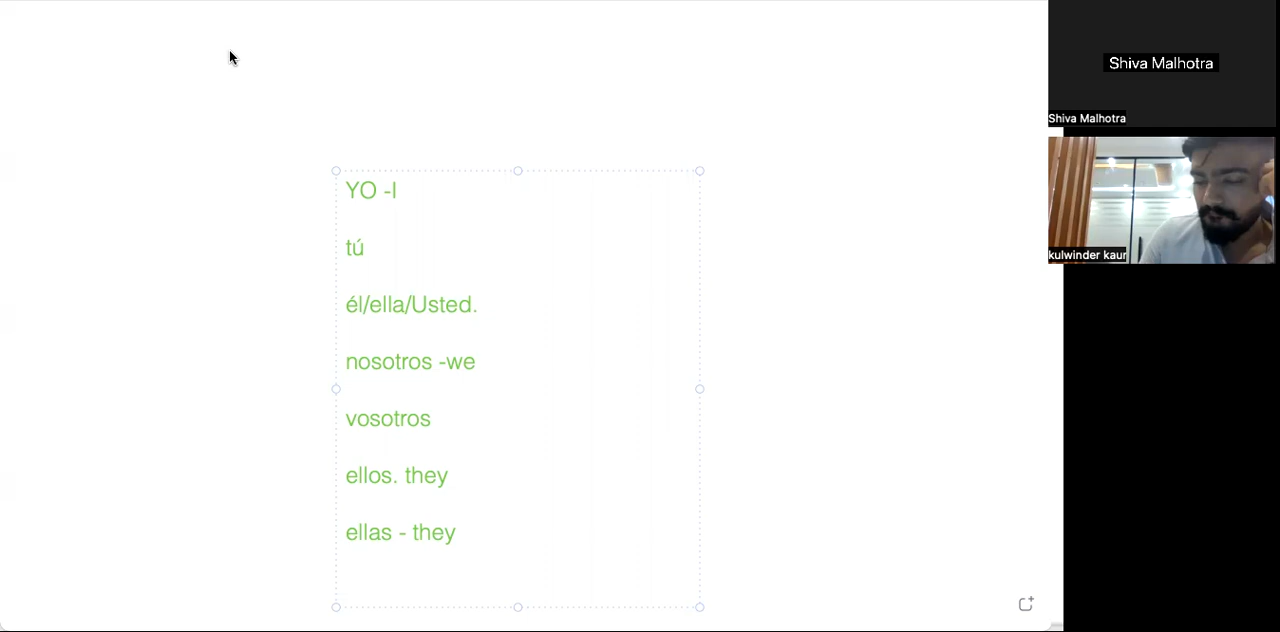 Shiva Malhotra
Shiva Malhotra
kulwinder kaur
YO -I
tú
él/ella/Usted.
nosotros -we
vosotros
ellos. they
ellas - they